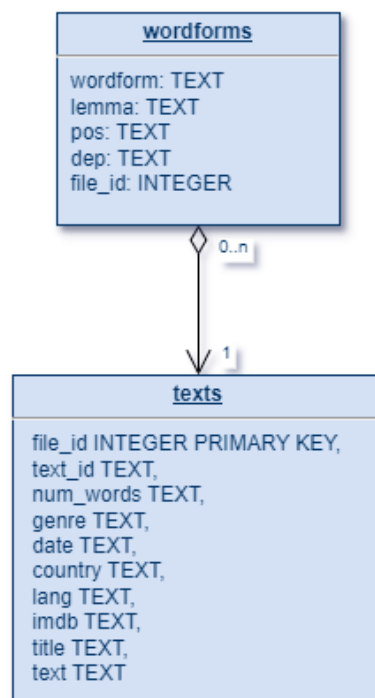 wordforms
wordform: TEXT
lemma: TEXT
pos: TEXT
dep: TEXT
file_id: INTEGER
0..n
1
texts
file_id INTEGER PRIMARY KEY,
text_id TEXT,
num_words TEXT,
genre TEXT,
date TEXT,
country TEXT,
lang TEXT,
imdb TEXT,
title TEXT,
text TEXT